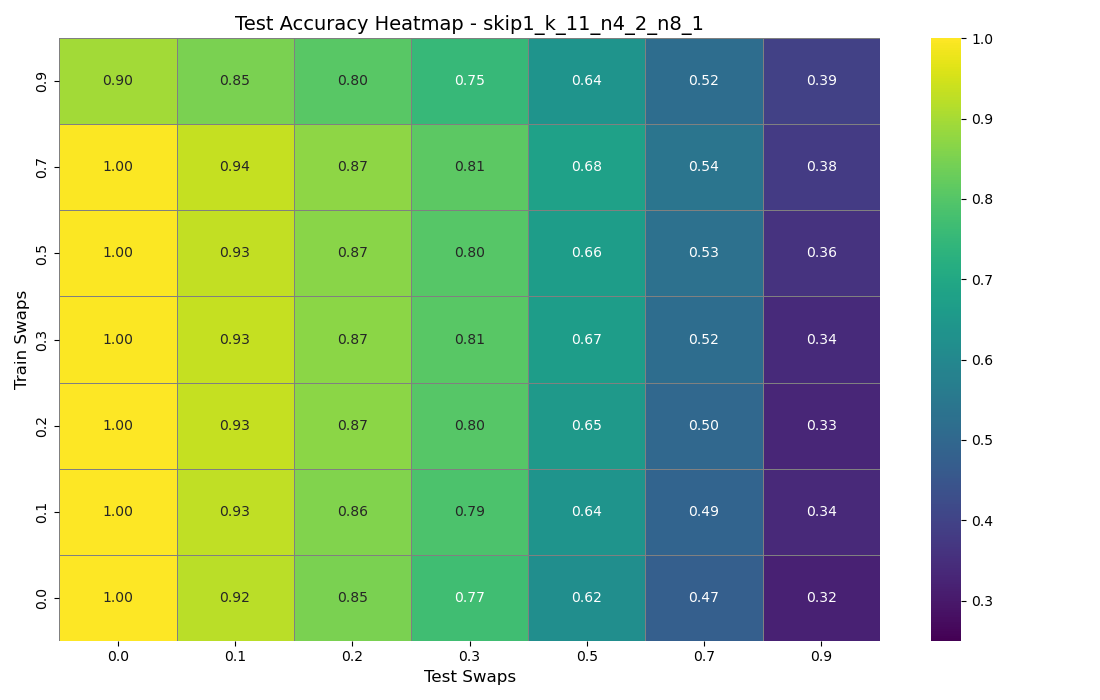 Test Accuracy Heatmap - skip1_k_11_n4_2_n8_1
Train Swaps
0.9 0.90 0.85 0.80 0.75 0.64 0.52 0.39
0.7 1.00 0.94 0.87 0.81 0.68 0.54 0.38
0.5 1.00 0.93 0.87 0.80 0.66 0.53 0.36
0.3 1.00 0.93 0.87 0.81 0.67 0.52 0.34
0.2 1.00 0.93 0.87 0.80 0.65 0.50 0.33
0.1 1.00 0.93 0.86 0.79 0.64 0.49 0.34
0.0 1.00 0.92 0.85 0.77 0.62 0.47 0.32
0.0 0.1 0.2 0.3 0.5 0.7 0.9
Test Swaps
1.0
0.9
0.8
0.7
0.6
0.5
0.4
0.3